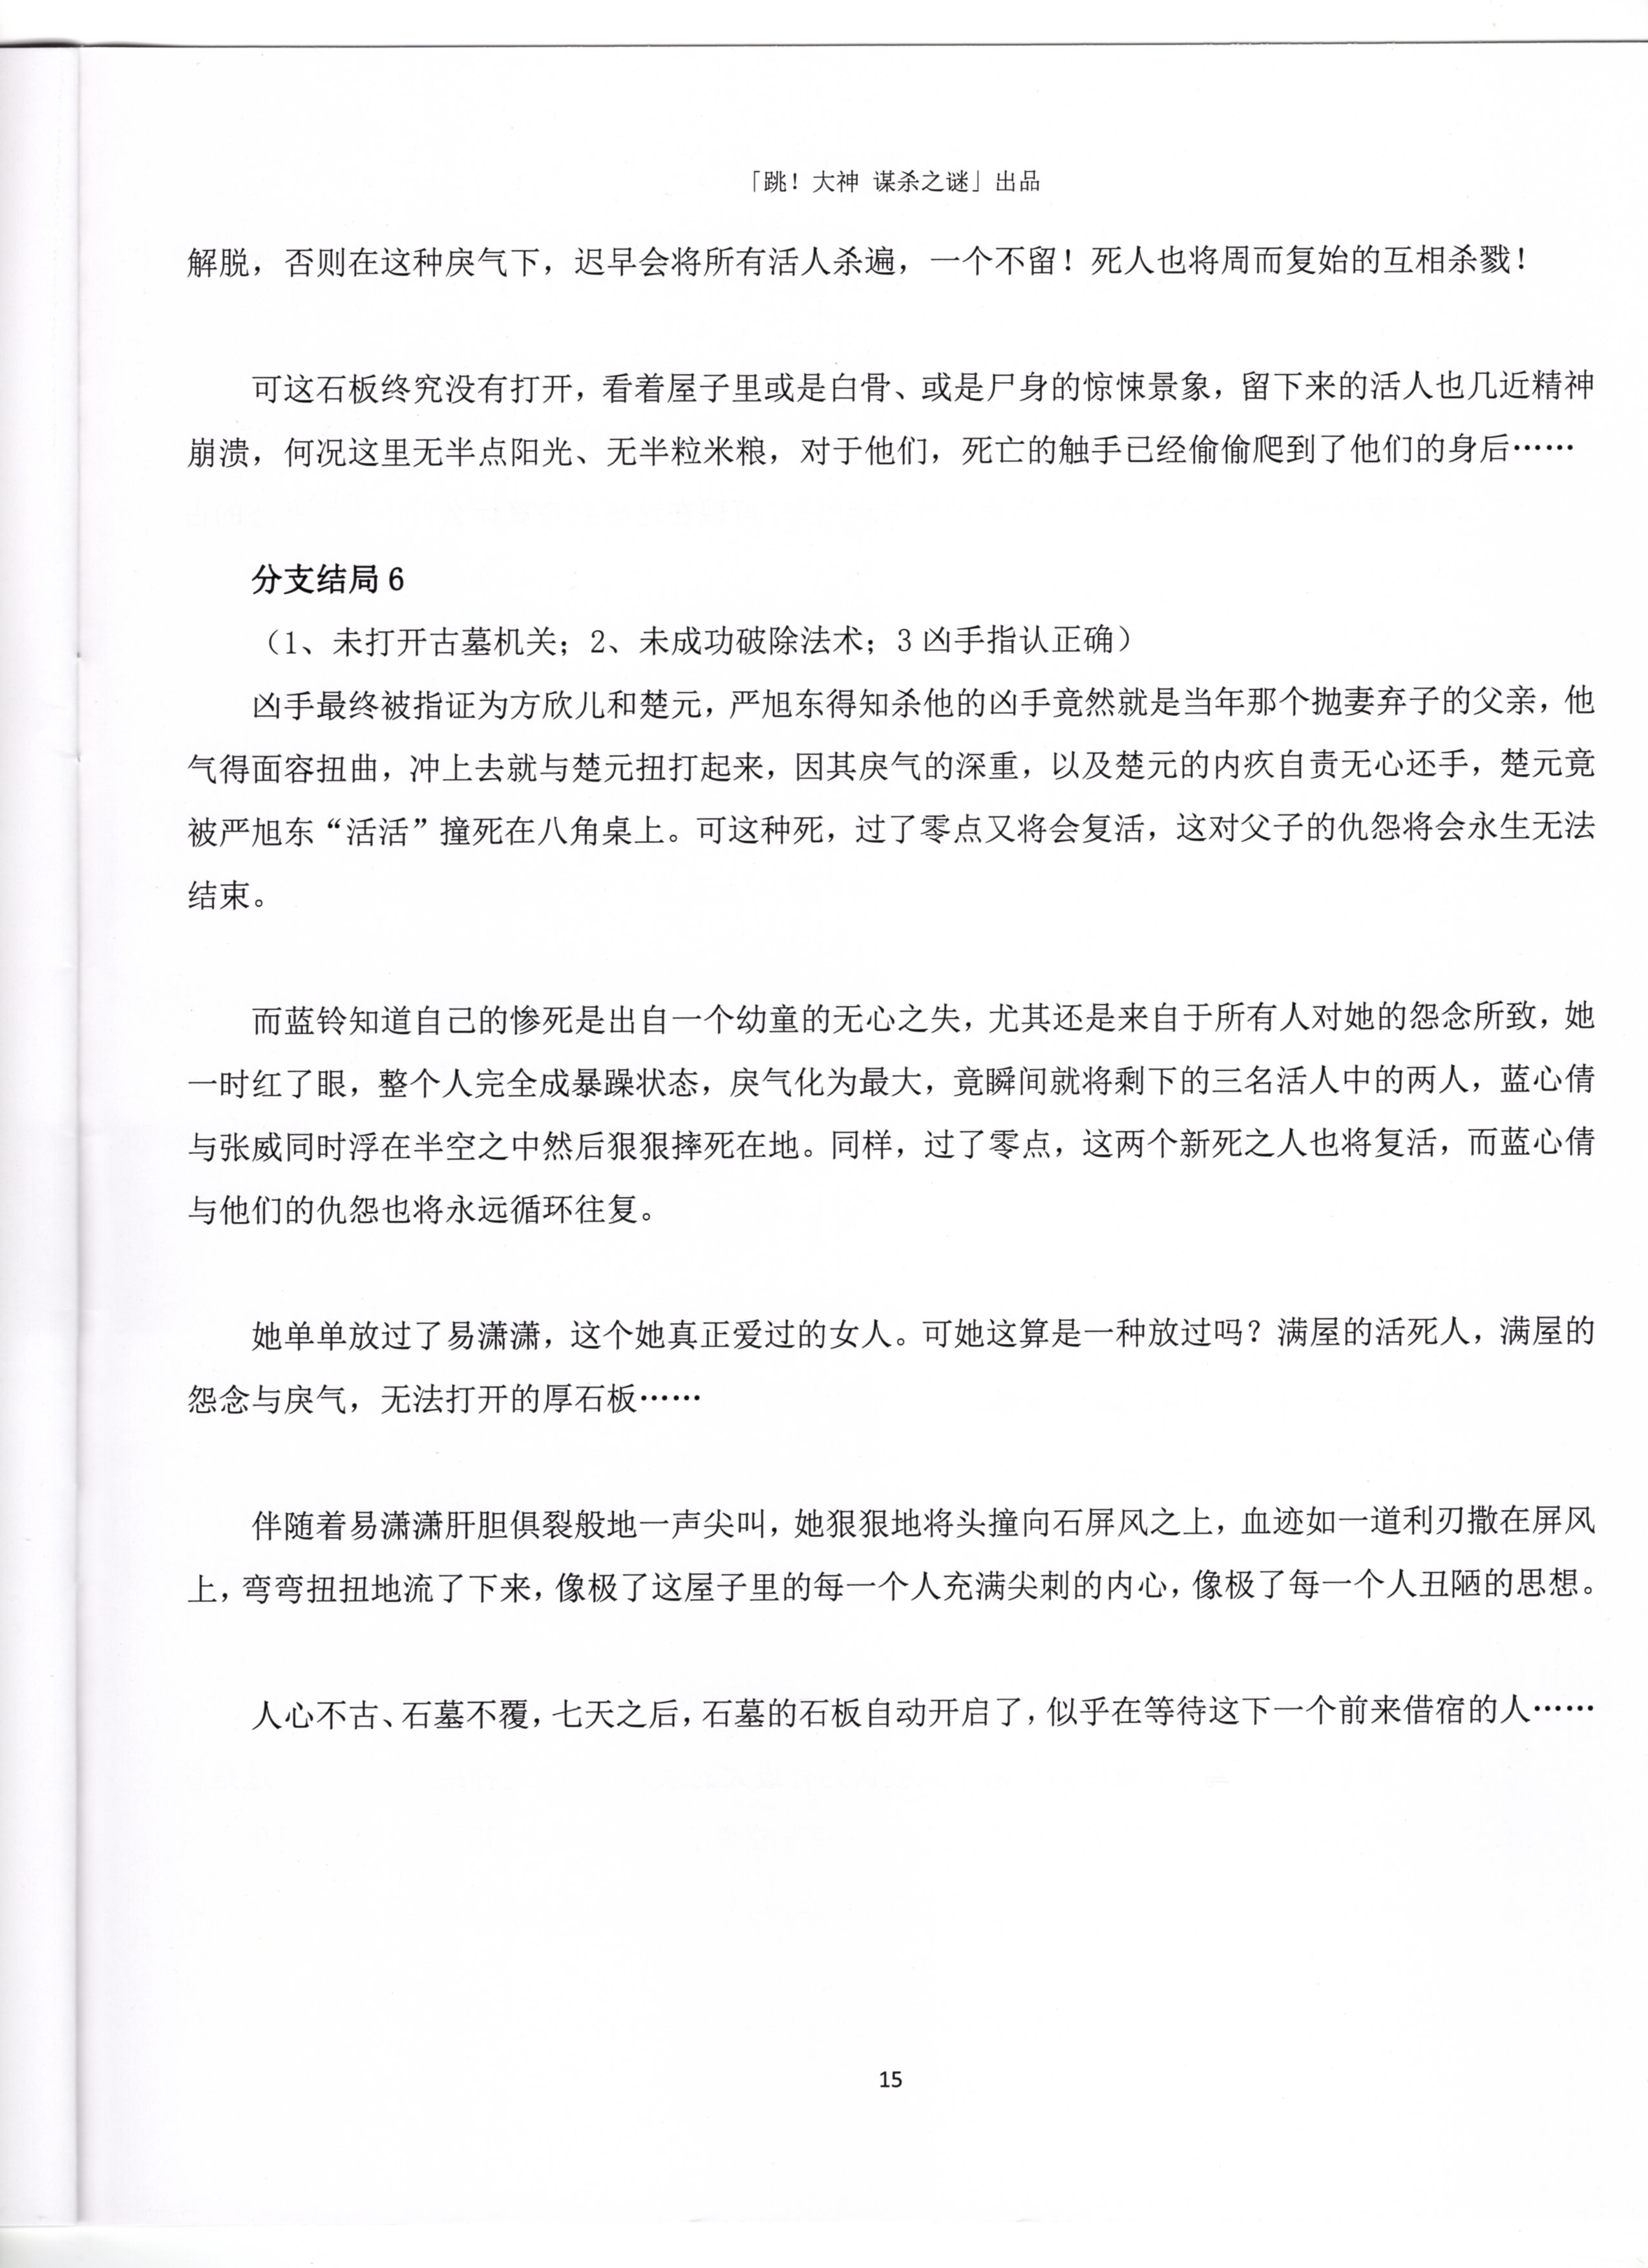 「跳！大神 谋杀之谜」出品
解脱，否则在这种戾气下，迟早会将所有活人杀遍，一个不留！死人也将周而复始的互相杀戮！
可这石板终究没有打开，看着屋子里或是白骨、或是尸身的惊悚景象，留下来的活人也几近精神
崩溃，何况这里无半点阳光、无半粒米粮，对于他们，死亡的触手已经偷偷爬到了他们的身后……
分支结局 6
（1、未打开古墓机关；2、未成功破除法术；3 凶手指认正确）
凶手最终被指证为方欣儿和楚元，严旭东得知杀他的凶手竟然就是当年那个抛妻弃子的父亲，他
气得面容扭曲，冲上去就与楚元扭打起来，因其戾气的深重，以及楚元的内疚自责无心还手，楚元竟
被严旭东“活活”撞死在八角桌上。可这种死，过了零点又将会复活，这对父子的仇怨将会永生无法
结束。
而蓝铃知道自己的惨死是出自一个幼童的无心之失，尤其还是来自于所有人对她的怨念所致，她
一时红了眼，整个人完全成暴躁状态，戾气化为最大，竟瞬间就将剩下的三名活人中的两人，蓝心倩
与张威同时浮在半空之中然后狠狠摔死在地。同样，过了零点，这两个新死之人也将复活，而蓝心倩
与他们的仇怨也将永远循环往复。
她单单放过了易潇潇，这个她真正爱过的女人。可她这算是一种放过吗？满屋的活死人，满屋的
怨念与戾气，无法打开的厚石板……
伴随着易潇潇肝胆俱裂般地一声尖叫，她狠狠地将头撞向石屏风之上，血迹如一道利刃撒在屏风
上，弯弯扭扭地流了下来，像极了这屋子里的每一个人充满尖刺的内心，像极了每一个人丑陋的思想。
人心不古、石墓不覆，七天之后，石墓的石板自动开启了，似乎在等待这下一个前来借宿的人……
15